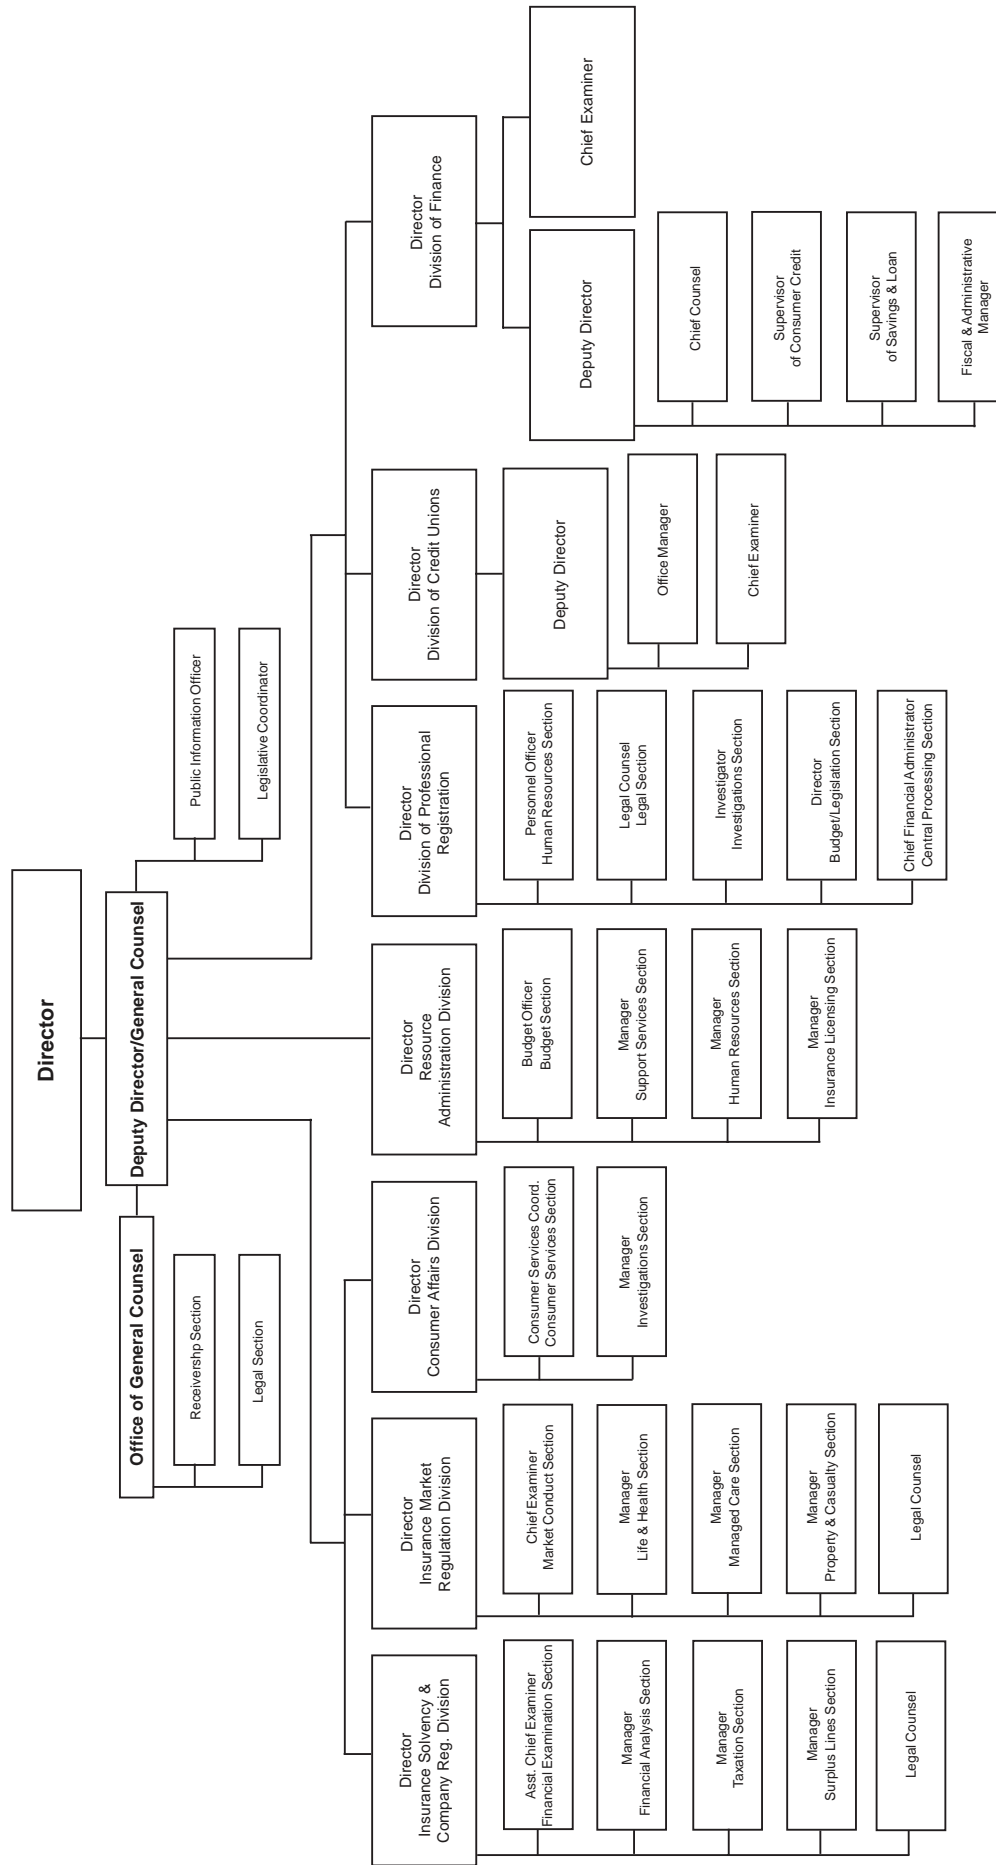 Director
Deputy Director/General Counsel
Office of General Counsel
Receivershp Section
Legal Section
Public Information Officer
Legislative Coordinator
Director
Insurance Solvency &
Company Reg. Division
Asst. Chief Examiner
Financial Examination Section
Manager
Financial Analysis Section
Manager
Taxation Section
Manager
Surplus Lines Section
Legal Counsel
Director
Insurance Market
Regulation Division
Chief Examiner
Market Conduct Section
Manager
Life & Health Section
Manager
Managed Care Section
Manager
Property & Casualty Section
Legal Counsel
Director
Consumer Affairs Division
Consumer Services Coord.
Consumer Services Section
Manager
Investigations Section
Director
Resource
Administration Division
Budget Officer
Budget Section
Manager
Support Services Section
Manager
Human Resources Section
Manager
Insurance Licensing Section
Director
Division of Professional
Registration
Personnel Officer
Human Resources Section
Legal Counsel
Legal Section
Investigator
Investigations Section
Director
Budget/Legislation Section
Chief Financial Administrator
Central Processing Section
Director
Division of Credit Unions
Deputy Director
Office Manager
Chief Examiner
Director
Division of Finance
Deputy Director
Chief Counsel
Supervisor
of Consumer Credit
Supervisor
of Savings & Loan
Fiscal & Administrative
Manager
Chief Examiner